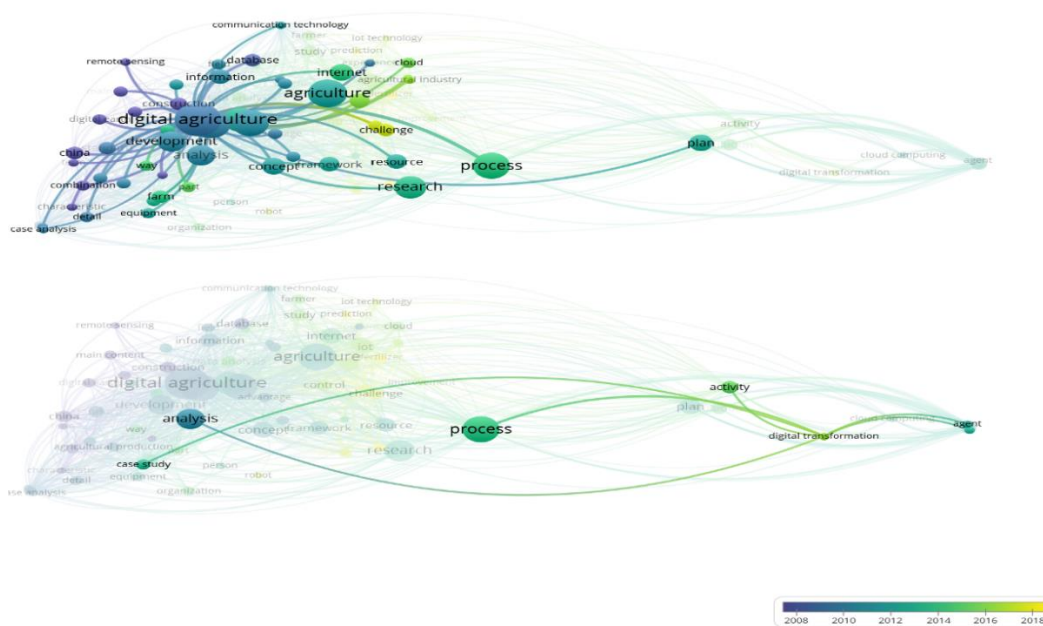 communication technology
farmer
iot technology
study
prediction
remote sensing
database
cloud
information
internet
agricultural industry
construction
agriculture
digital agriculture
challenge
development
china
analysis
way
concept
framework
resource
process
combination
part
research
farm
characteristic
person
detail
equipment
robot
case analysis
organization
activity
plan
cloud computing
agent
digital transformation
communication technology
farmer
iot technology
study
prediction
remote sensing
database
cloud
information
internet
main content
agriculture
iot
construction
digital agriculture
control
advantage
challenge
development
china
analysis
way
concept
framework
resource
process
agricultural production
research
case study
person
characteristic
detail
equipment
robot
ase analysis
organization
activity
plan
cloud computing
agent
digital transformation
2008 2010 2012 2014 2016 2018